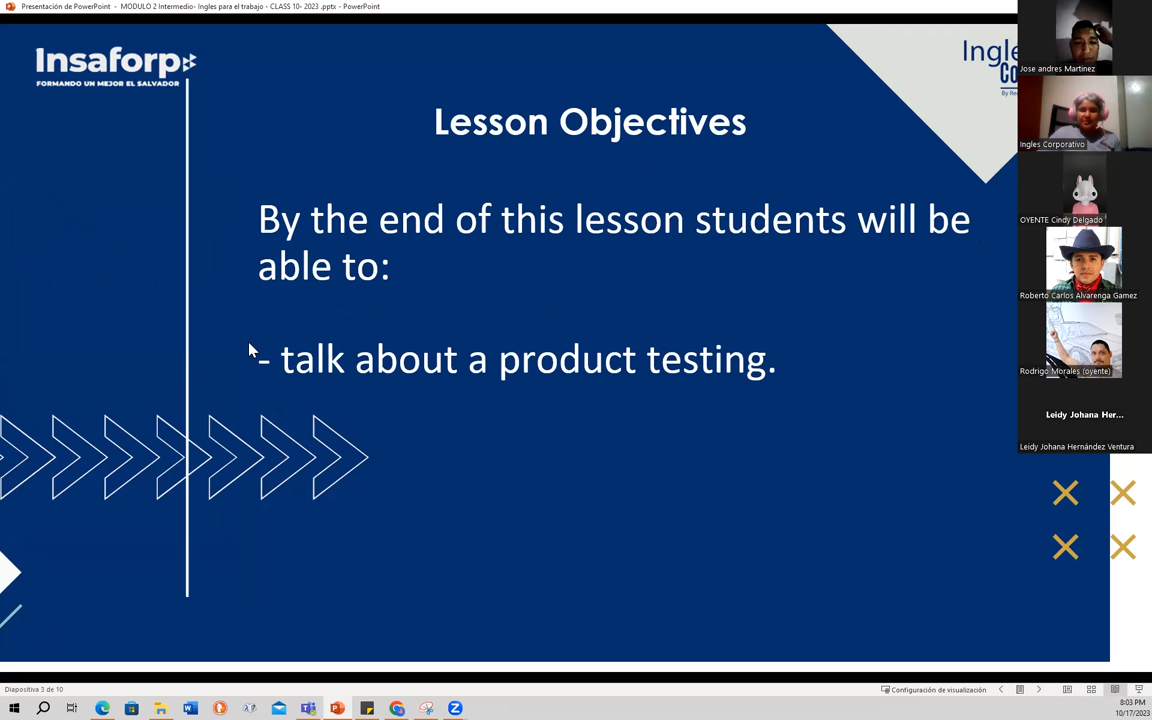 Presentación de PowerPoint - MODULO 2 Intermedio- Ingles para el trabajo - CLASS 10- 2023 .pptx - PowerPoint
Insaforp
FORMANDO UN MEJOR EL SALVADOR
Lesson Objectives
By the end of this lesson students will be
able to:
- talk about a product testing.
Jose andres Martinez
Ingles Corporativo
OYENTE Cindy Delgado
Roberto Carlos Alvarenga Gamez
Rodrigo Morales (oyente)
Leidy Johana Her...
Leidy Johana Hernández Ventura
Diapositiva 3 de 10
Configuración de visualización
8:03 PM
10/17/2023